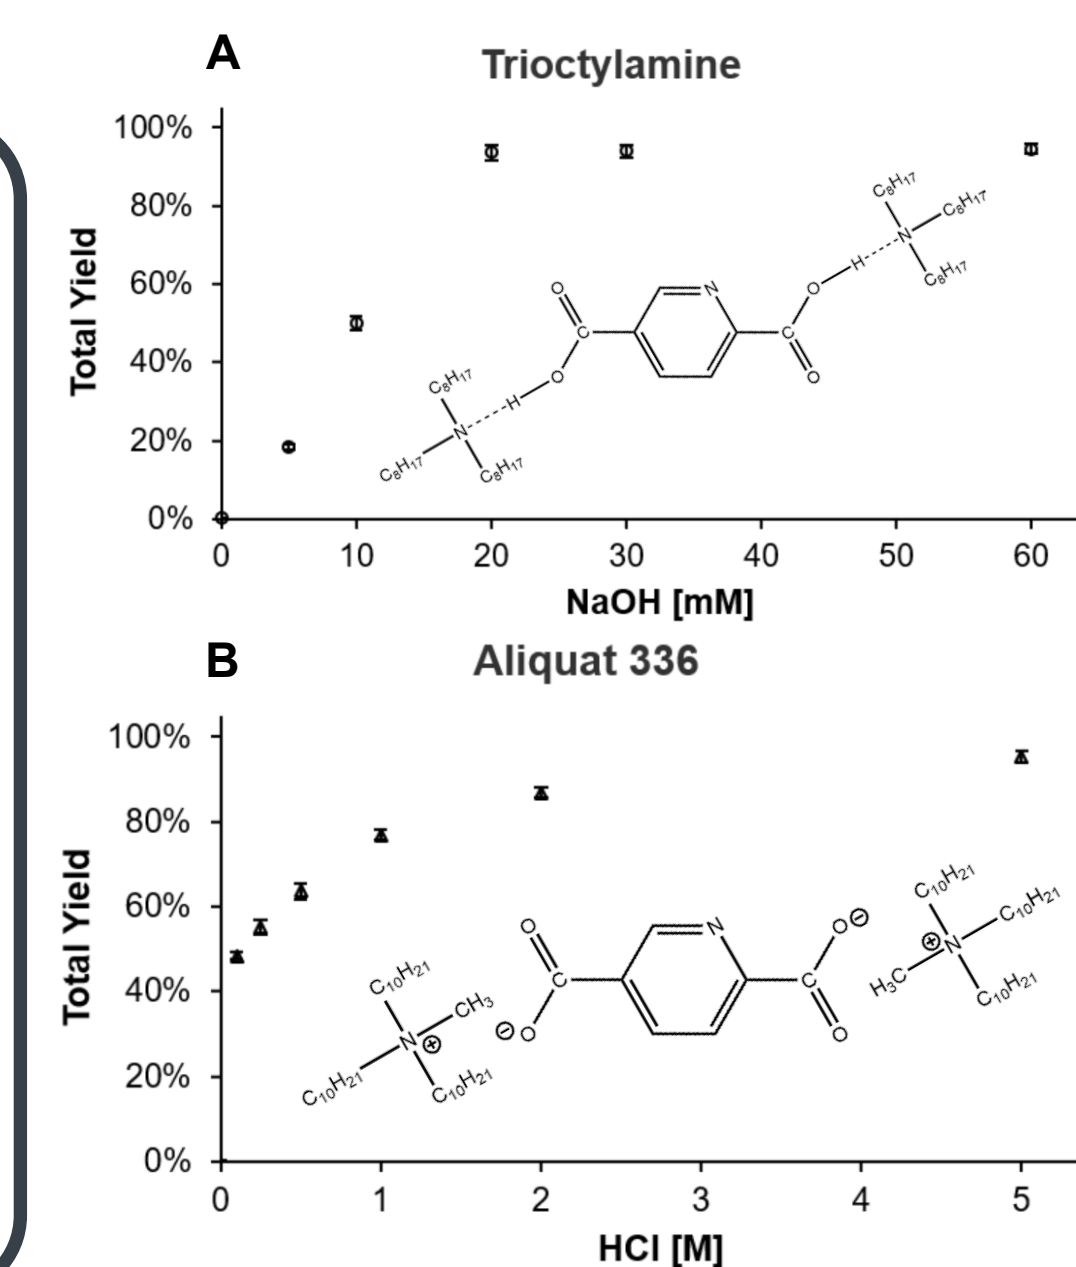 A
Trioctylamine
100%
80%
60%
40%
20%
0%
Total Yield
C₈H₁₇
C₈H₁₇
N
H
C₈H₁₇
O
N
O
C
C
O
O
C₈H₁₇
H
N
C₈H₁₇
C₈H₁₇
0 10 20 30 40 50 60
NaOH [mM]
B
Aliquat 336
100%
80%
60%
40%
20%
0%
Total Yield
C₁₀H₂₁
C₁₀H₂₁
O
N
O ⊖
⊕ N
C₁₀H₂₁
C
C
H₃C
C₁₀H₂₁
CH₃
⊖ O
O
N ⊕
C₁₀H₂₁
C₁₀H₂₁
0 1 2 3 4 5
HCl [M]